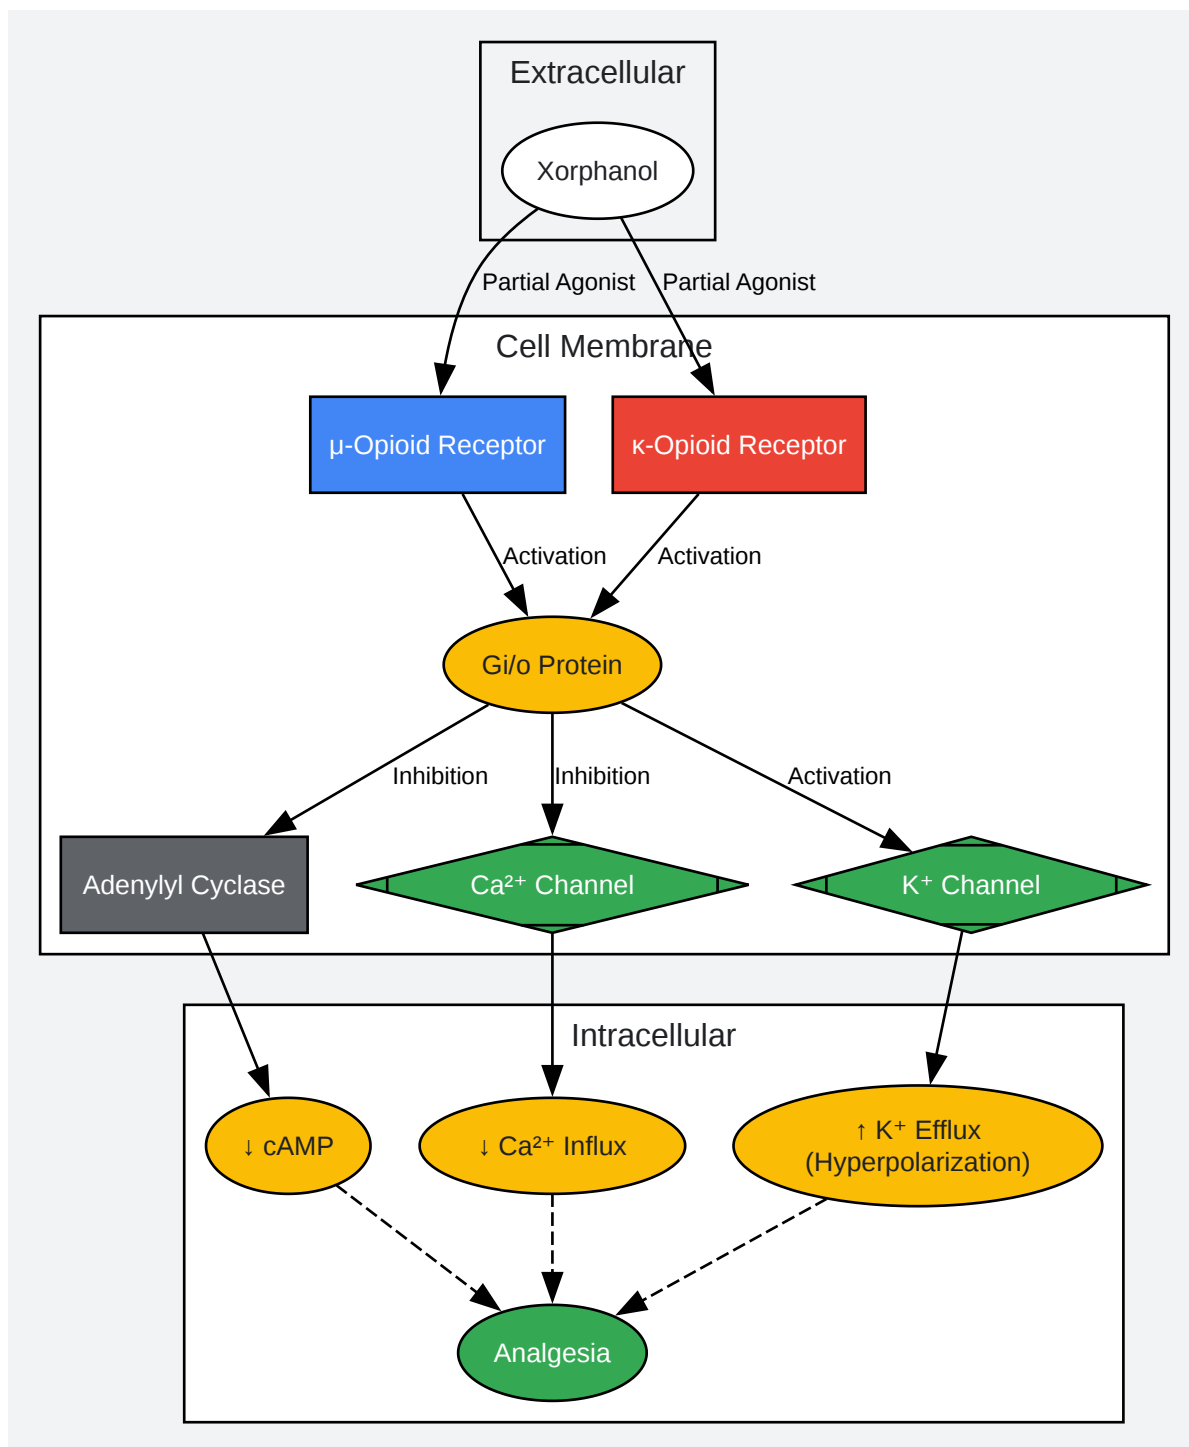 Extracellular
Xorphanol
Partial Agonist
Partial Agonist
Cell Membrane
μ-Opioid Receptor
κ-Opioid Receptor
Activation
Activation
Gi/o Protein
Inhibition
Inhibition
Activation
Adenylyl Cyclase
Ca²⁺ Channel
K⁺ Channel
Intracellular
↓ cAMP
↓ Ca²⁺ Influx
↑ K⁺ Efflux
(Hyperpolarization)
Analgesia